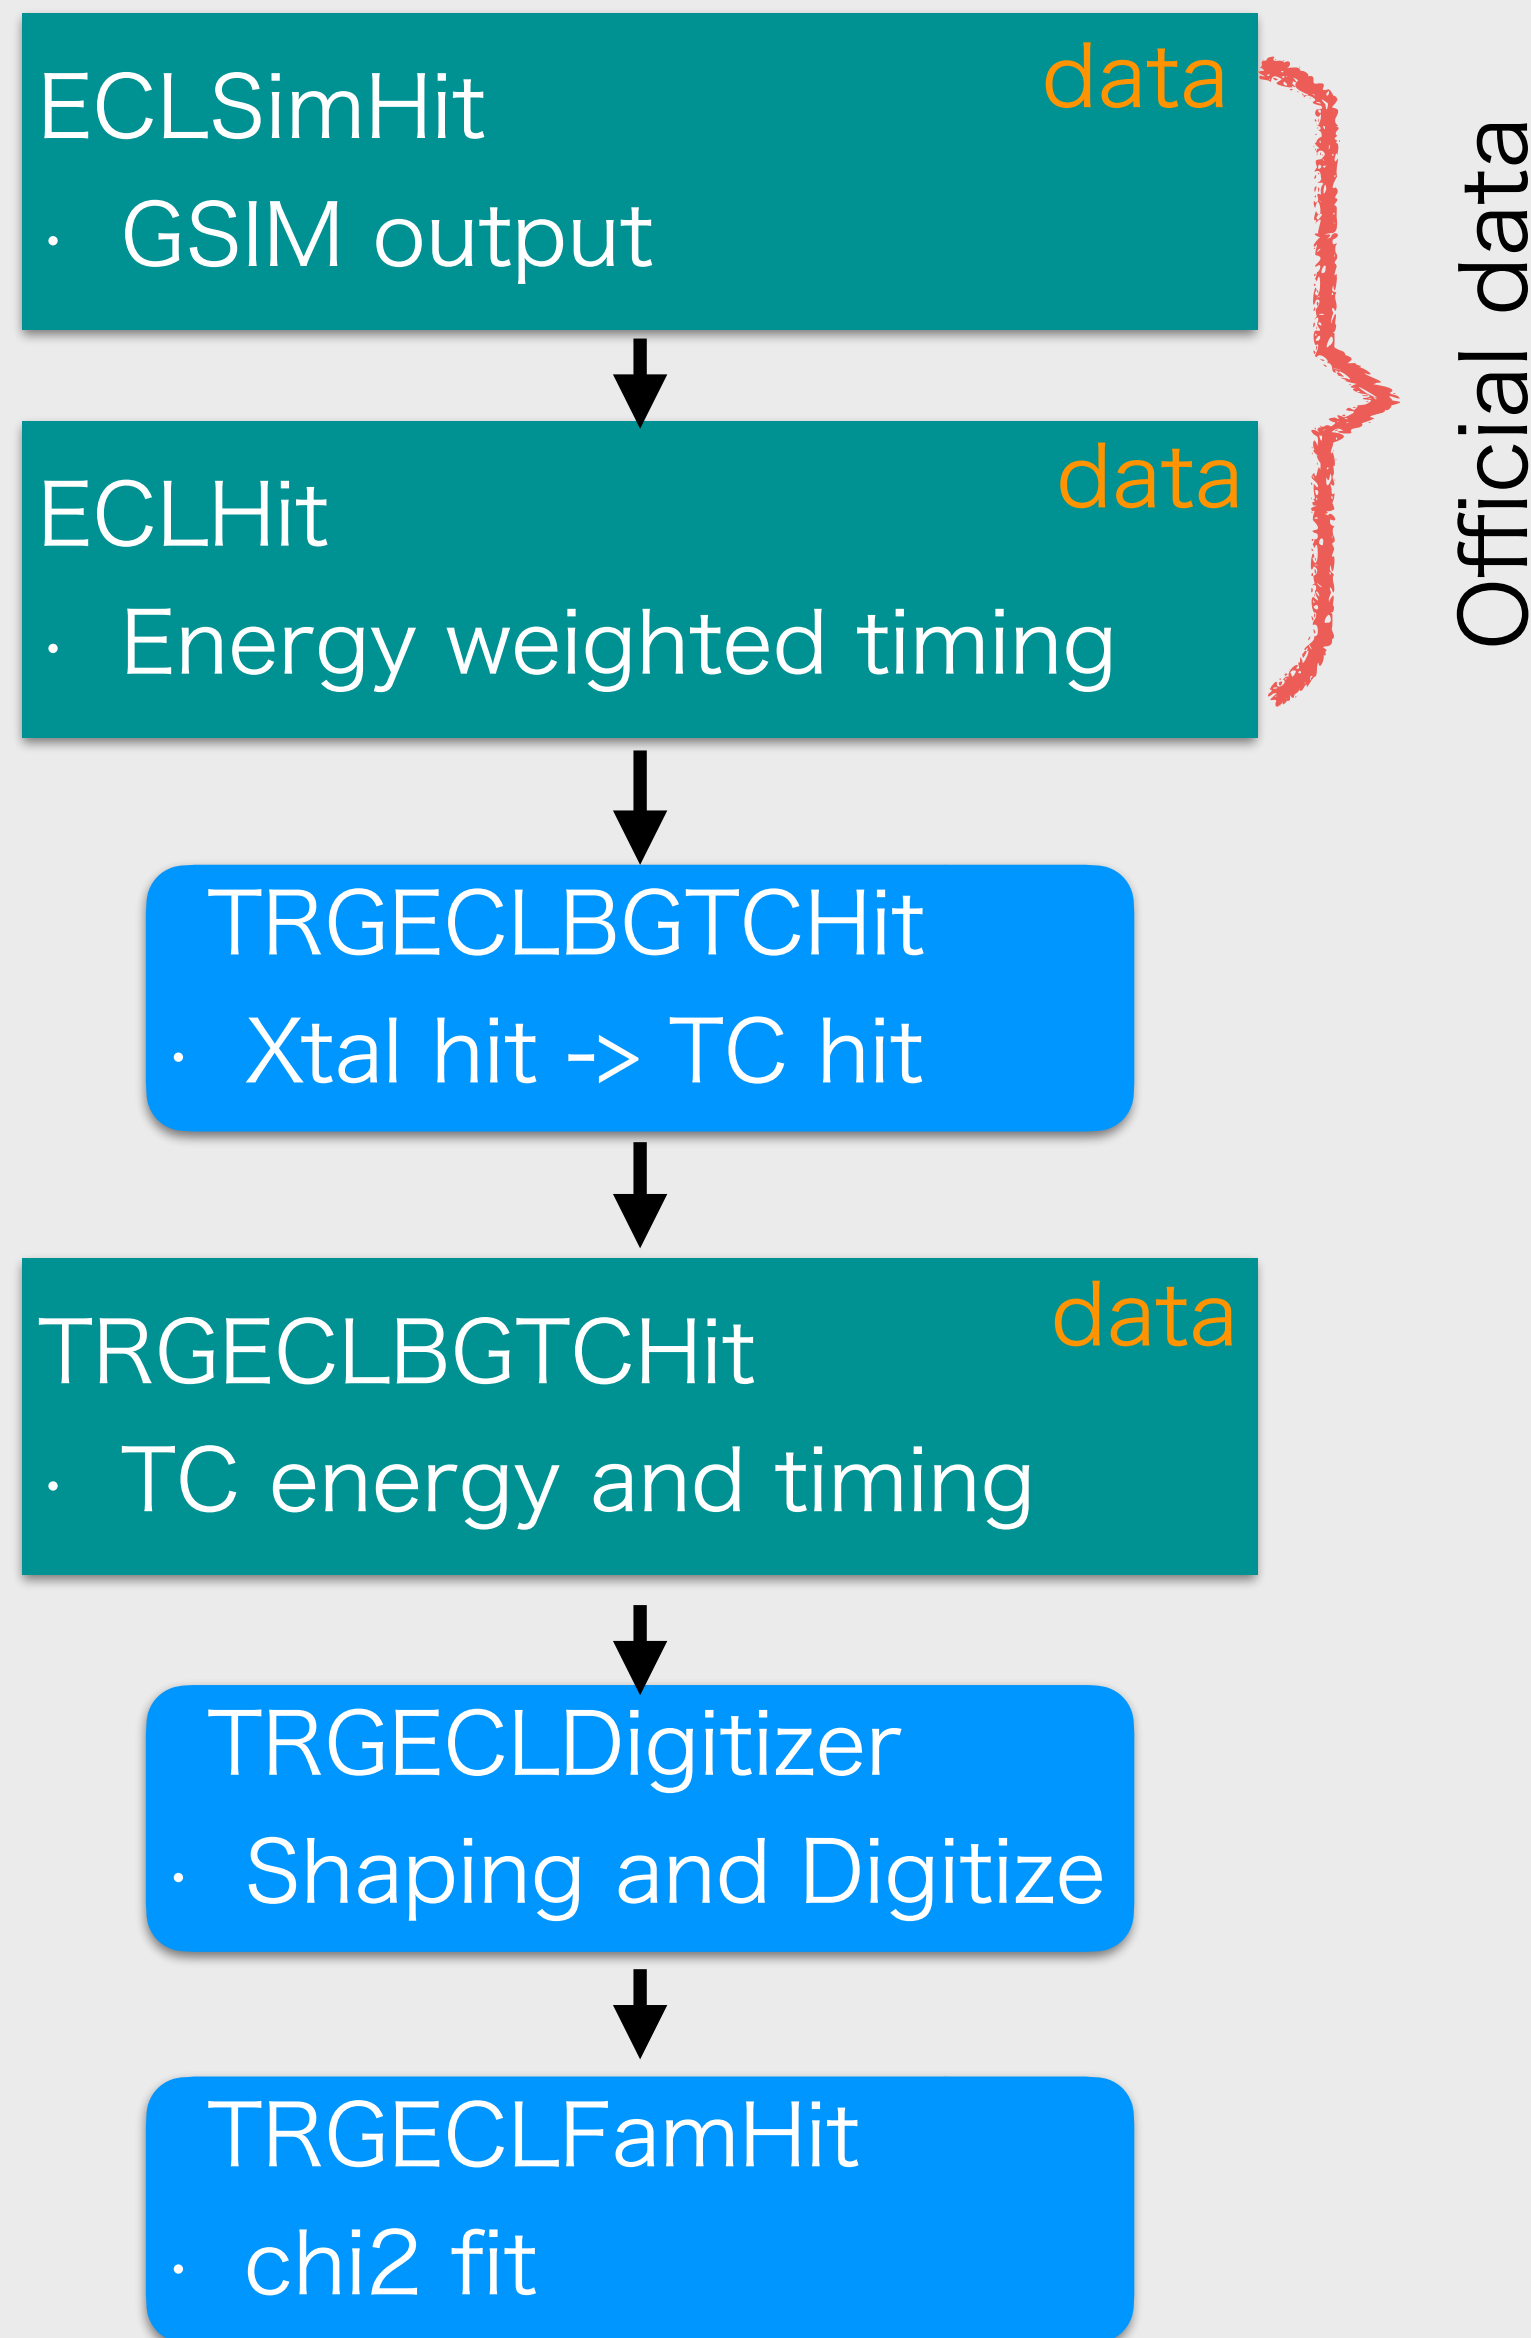 ECLSimHit
data
· GSIM output
Official data
ECLHit
data
· Energy weighted timing
TRGECLBGTCHit
· Xtal hit -> TC hit
TRGECLBGTCHit
data
· TC energy and timing
TRGECLDigitizer
· Shaping and Digitize
TRGECLFamHit
· chi2 fit